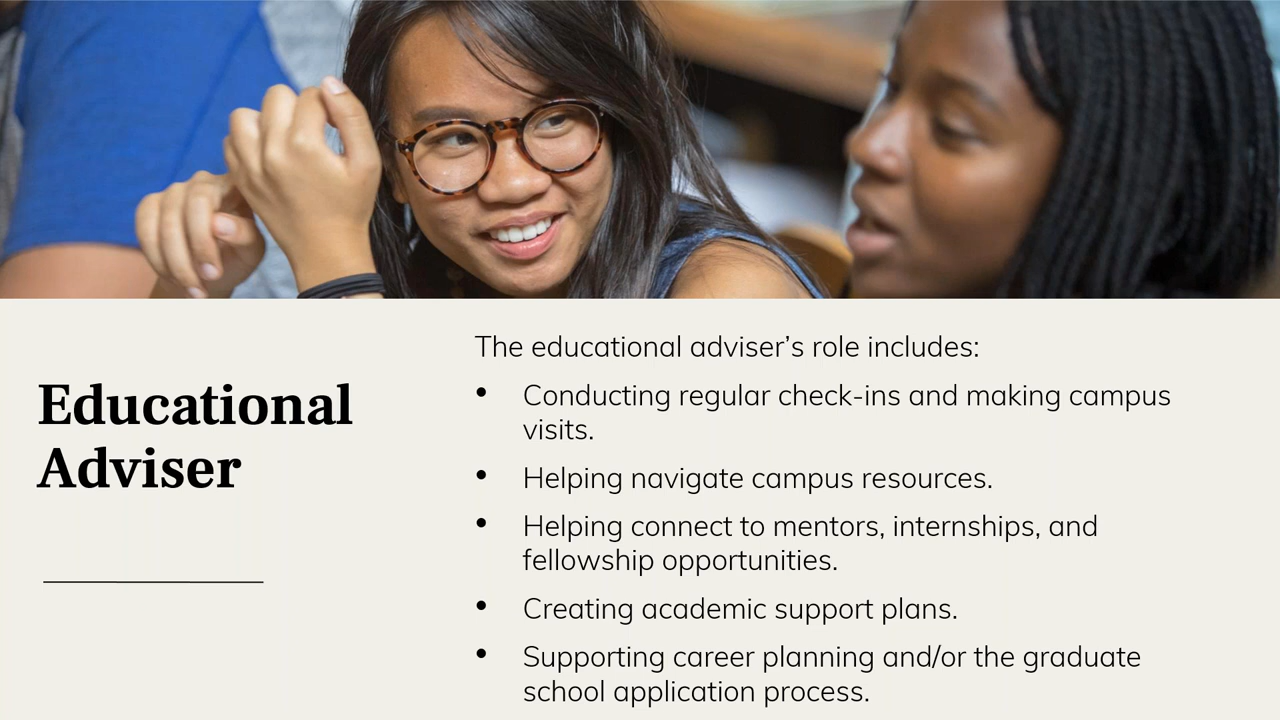 Educational
Adviser
The educational adviser’s role includes:
• Conducting regular check-ins and making campus
visits.
• Helping navigate campus resources.
• Helping connect to mentors, internships, and
fellowship opportunities.
• Creating academic support plans.
• Supporting career planning and/or the graduate
school application process.